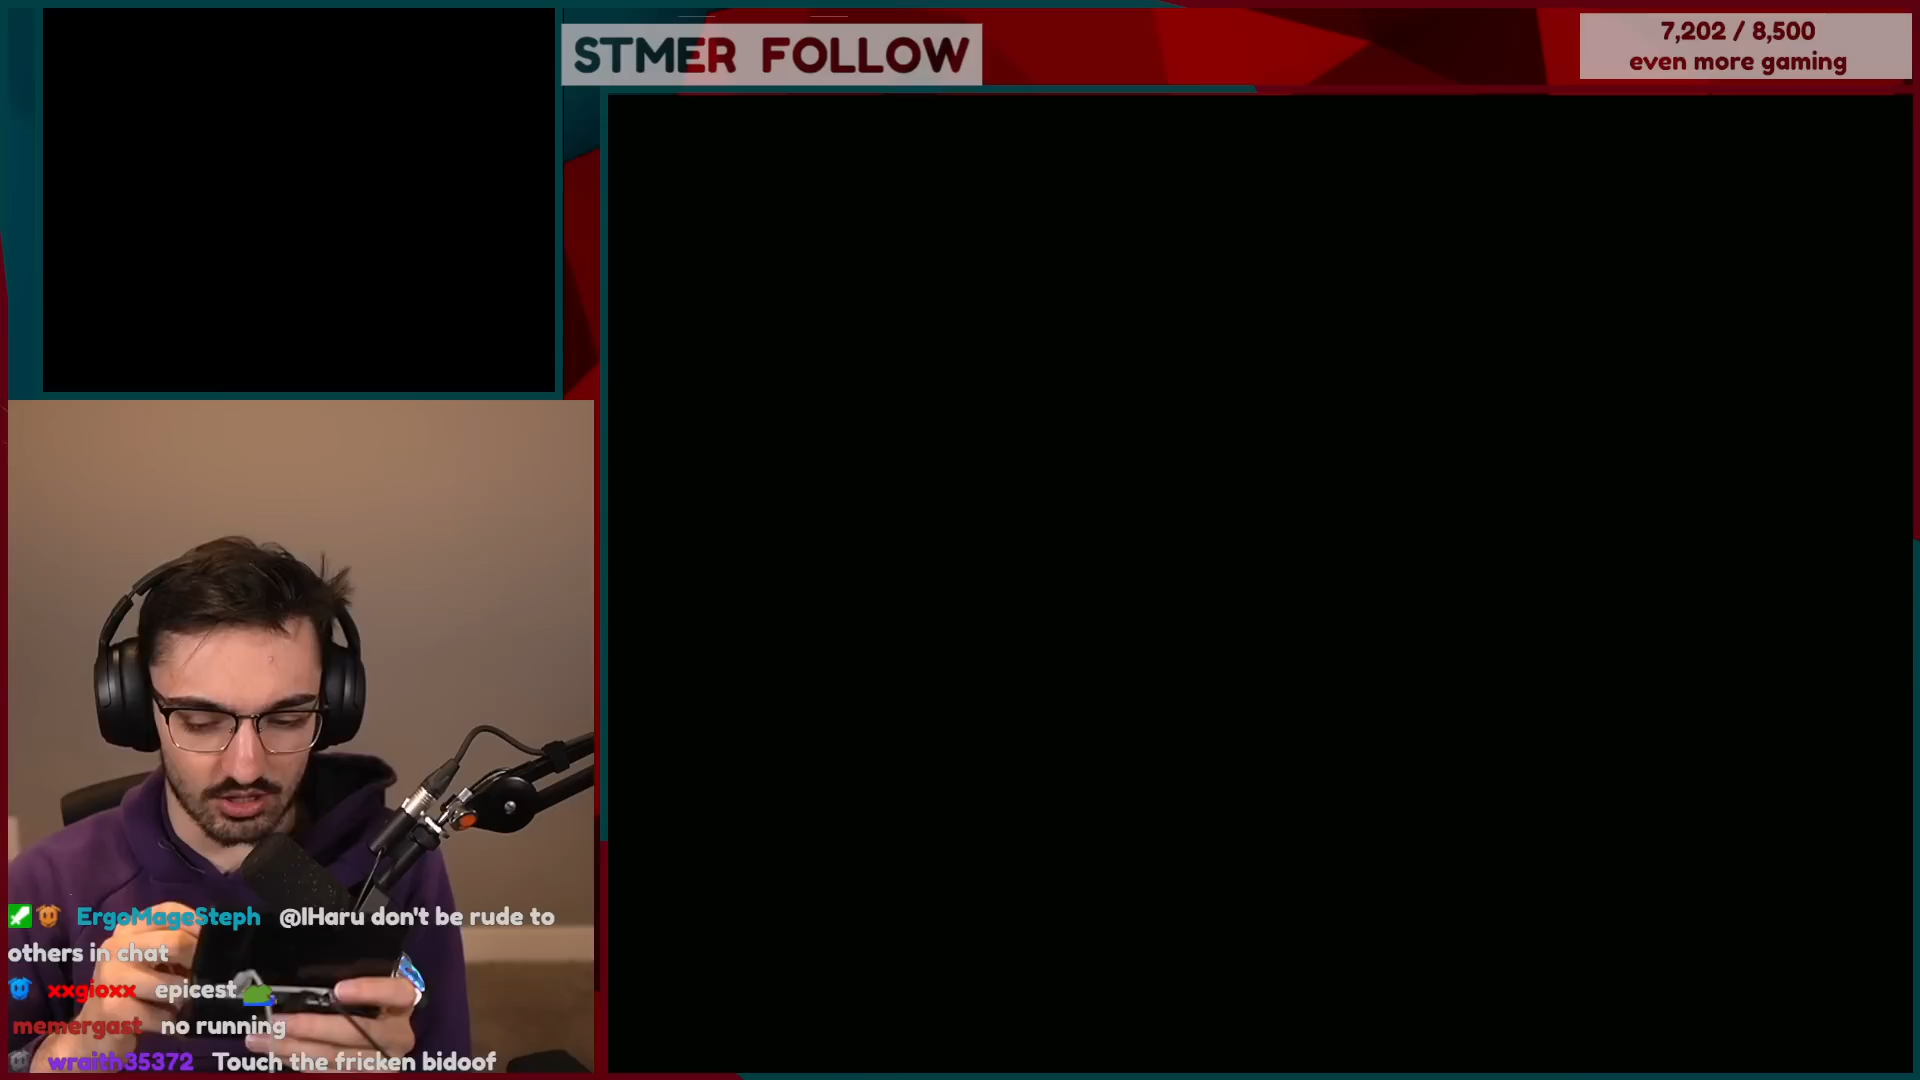 STMER FOLLOW
7,202 / 8,500
even more gaming
ErgoMageSteph @IHaru don't be rude to
others in chat
xxgioxx epicest
memergast no running
wraith35372 Touch the fricken bidoof